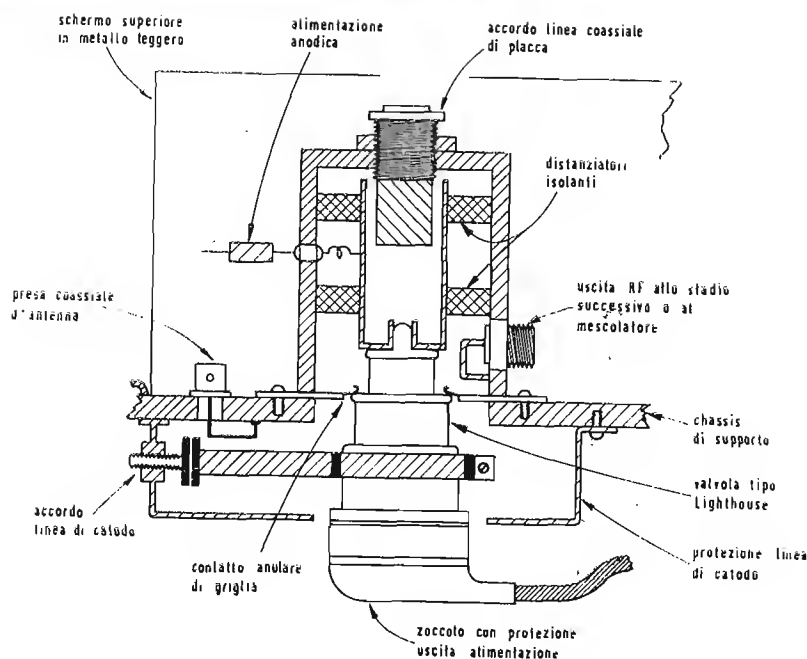 schermo superiore
in metallo leggero
alimentazione
anodica
accordo linea coassiale
di placca
distanziatori
isolanti
presa coassiale
d'antenna
uscita RF allo stadio
successivo o al
mescolatore
chassis
di supporto
valvola tipo
Lighthouse
accordo
linea di catodo
contatto anulare
di griglia
protezione linea
di catodo
zoccolo con protezione
uscita alimentazione